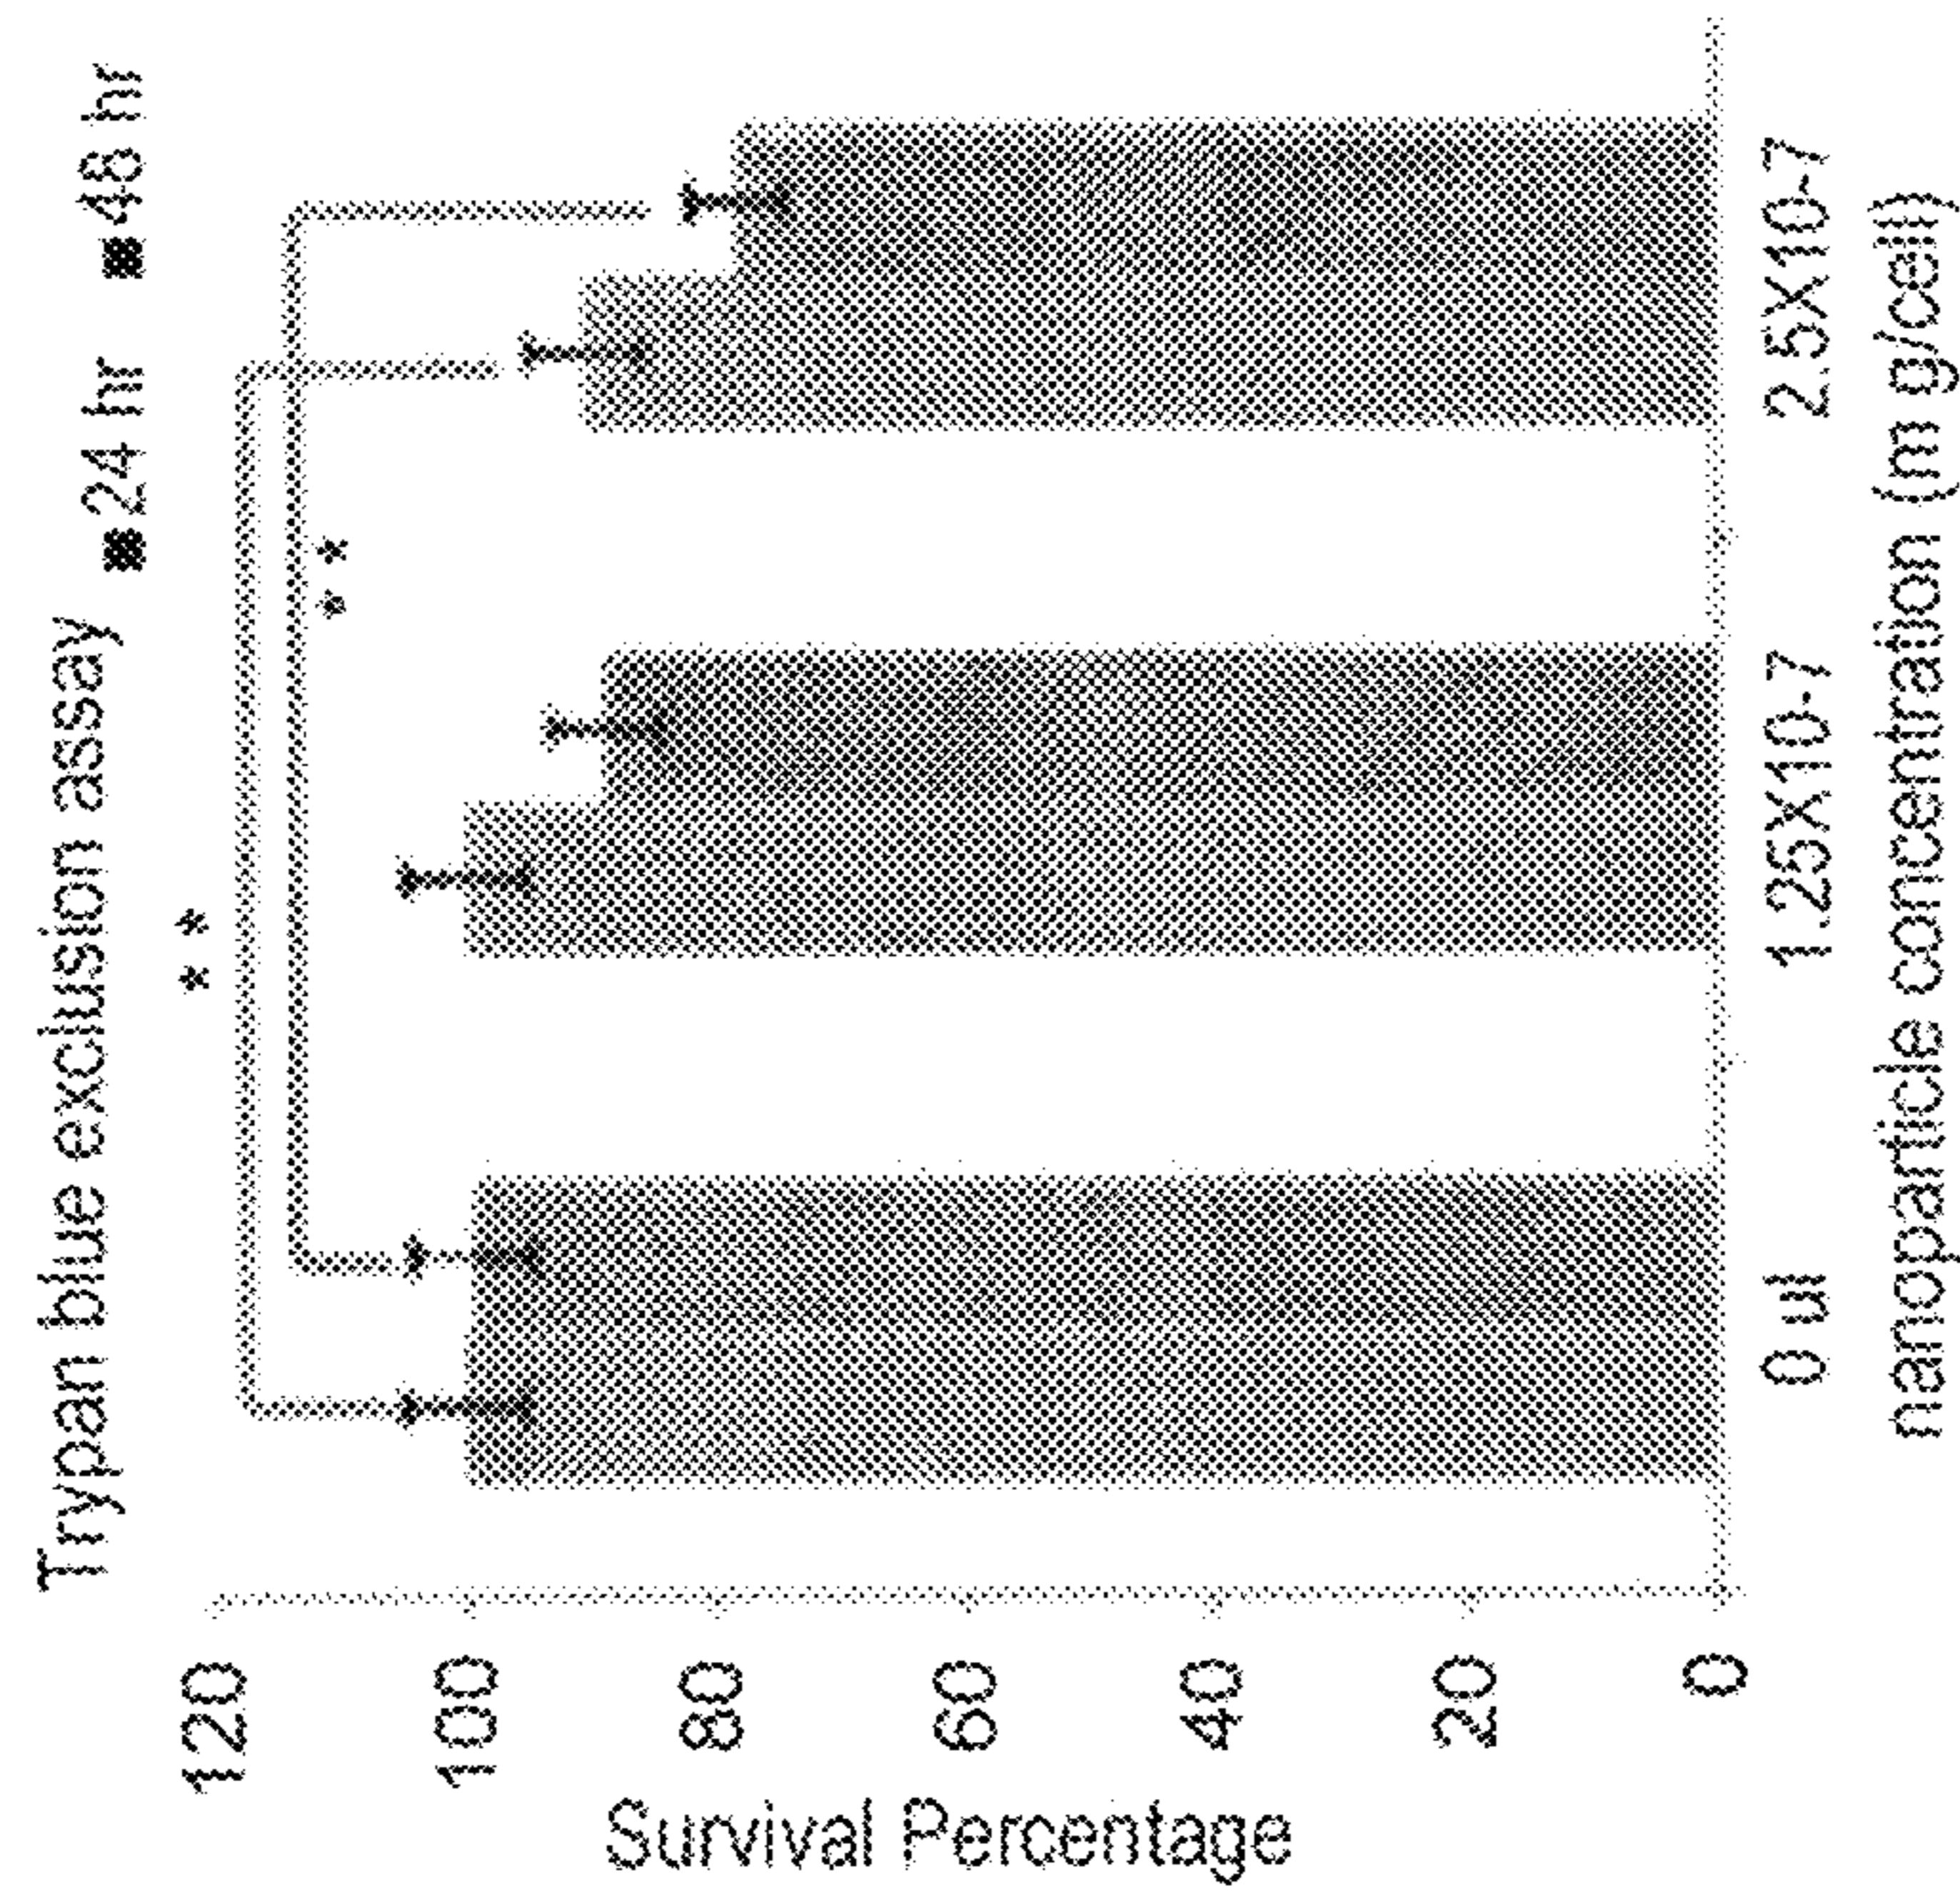 Trypan blue exclusion assay
24 hr
48 hr
* *
* *
120
100
80
60
40
20
0
Survival Percentage
0 ul
1.25X10-7
2.5X10-7
nanoparticle concentration (m g/cell)